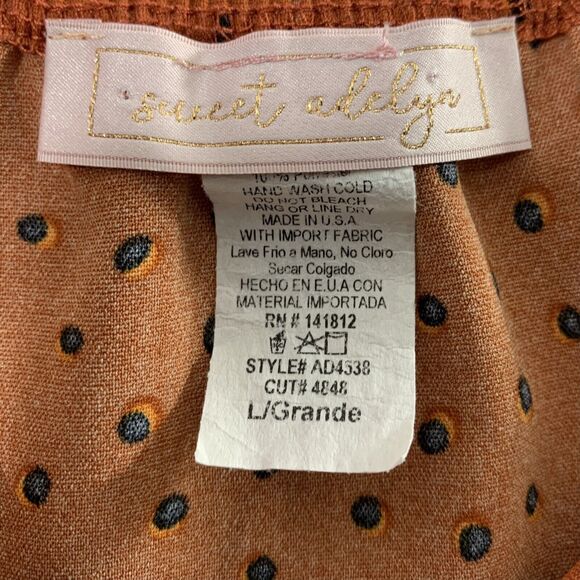 sweet adelyn
HAND WASH COLD
DO NOT BLEACH
HANG OR LINE DRY
MADE IN U.S.A
WITH IMPORT FABRIC
Lave Frio a Mano, No Cloro
Secar Colgado
HECHO EN E.U.A CON
MATERIAL IMPORTADA
RN# 141812
STYLE# AD4538
CUT# 4848
L/Grande